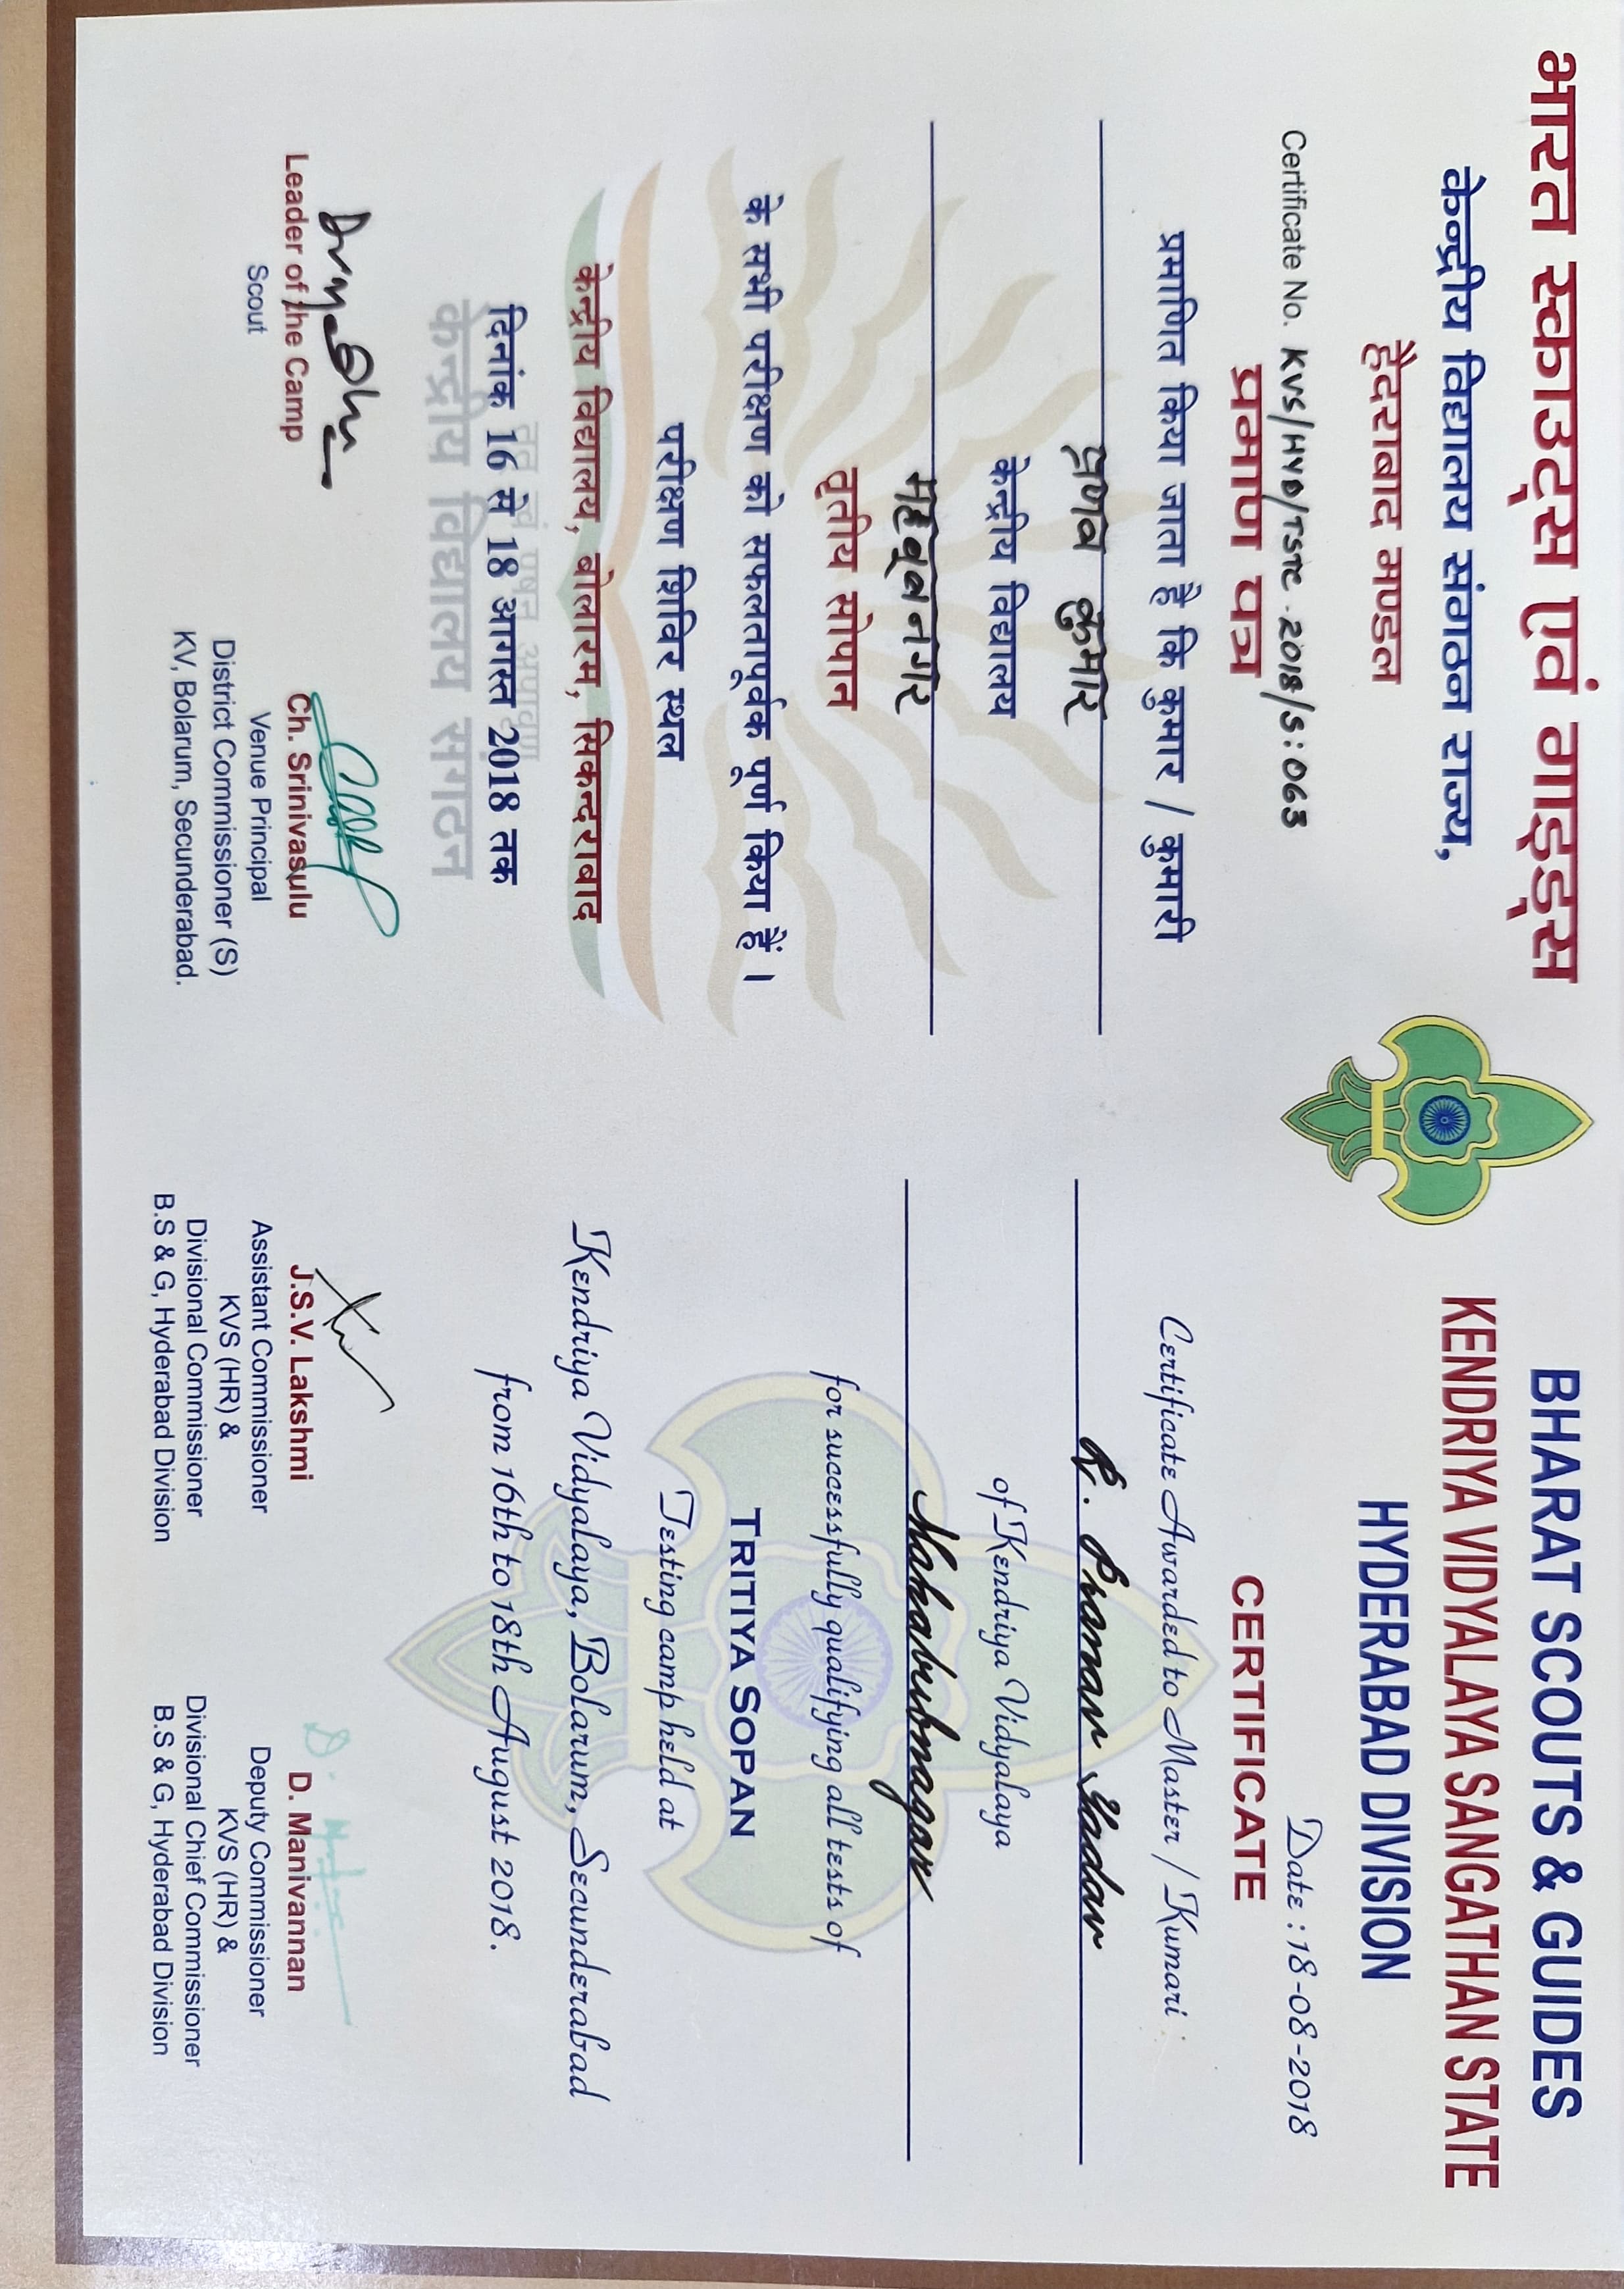 भारत स्काउट्स एवं गाइड्स
केन्द्रीय विद्यालय संगठन राज्य,
हैदराबाद मण्डल
Certificate No. KVS/HYD/TSTC 2018/S:063
प्रमाण पत्र
प्रमाणित किया जाता है कि कुमार / कुमारी
प्रणव कुमार
केन्द्रीय विद्यालय
महबूबनगर
तृतीय सोपान
के सभी परीक्षण को सफलतापूर्वक पूर्ण किया हैं ।
परीक्षण शिविर स्थल
केन्द्रीय विद्यालय, बोलारम, सिकन्दराबाद
तत् त्वं पूषन् अपावृणु
दिनांक 16 से 18 आगस्त 2018 तक
केन्द्रीय विद्यालय संगठन
BHARAT SCOUTS & GUIDES
KENDRIYA VIDYALAYA SANGATHAN STATE
HYDERABAD DIVISION
Date : 18-08-2018
CERTIFICATE
Certificate Awarded to Master / Kumari :
R. Pranav Yadav
of Kendriya Vidyalaya
Mahabubnagar
for successfully qualifying all tests of
TRITIYA SOPAN
Testing camp held at
Kendriya Vidyalaya, Bolarum, Secunderabad
from 16th to 18th August 2018.
Leader of the Camp
Scout
Ch. Srinivasulu
Venue Principal
District Commissioner (S)
KV, Bolarum, Secunderabad.
J.S.V. Lakshmi
Assistant Commissioner
KVS (HR) &
Divisional Commissioner
B.S & G, Hyderabad Division
D. Manivannan
Deputy Commissioner
KVS (HR) &
Divisional Chief Commissioner
B.S & G, Hyderabad Division